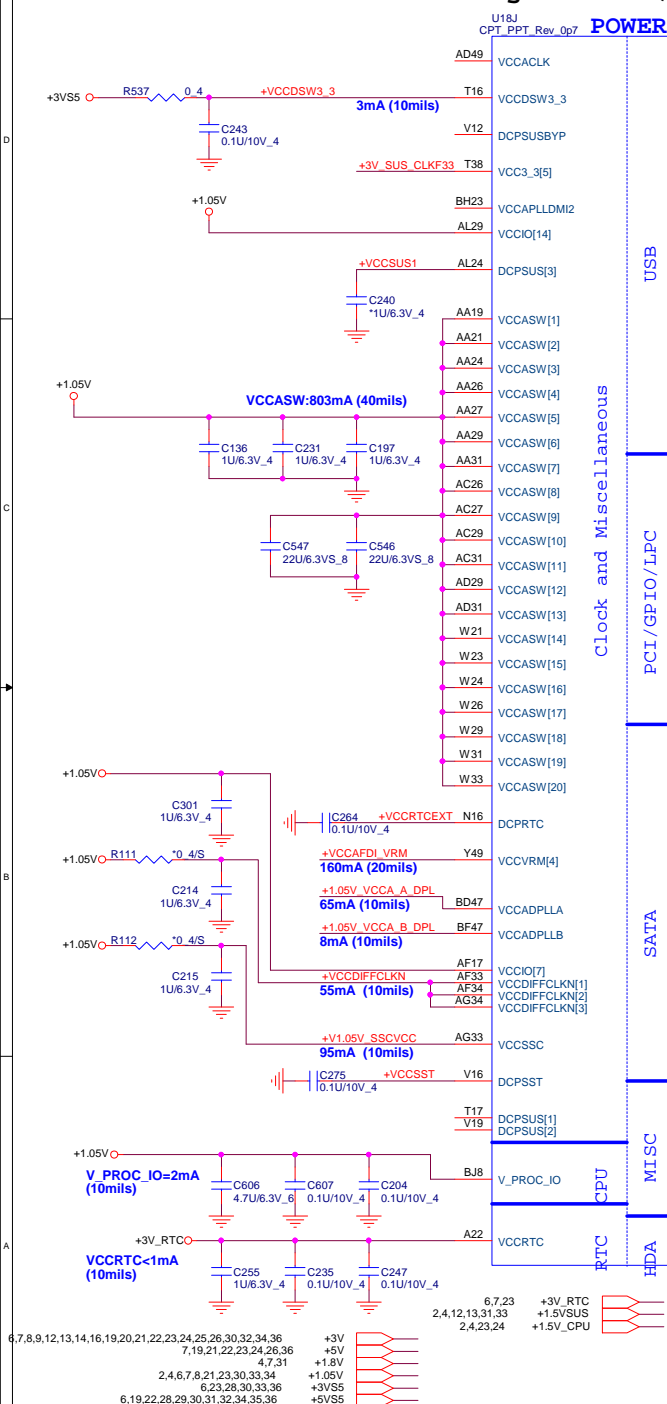 U18J
CPT_PPT_Rev_0p7 POWER
AD49 VCCACLK
+3VS5 R537 0_4 +VCCDSW3_3 T16 VCCDSW3_3
3mA (10mils)
C243
0.1U/10V_4
V12 DCPSUSBYP
D
+3V_SUS_CLKF33 T38 VCC3_3[5]
+1.05V
BH23 VCCAPLLDMI2
AL29 VCCIO[14]
USB
+VCCSUS1 AL24 DCPSUS[3]
C240
*1U/6.3V_4
AA19 VCCASW[1]
AA21 VCCASW[2]
AA24 VCCASW[3]
+1.05V
VCCASW:803mA (40mils)
AA26 VCCASW[4]
AA27 VCCASW[5]
AA29 VCCASW[6]
C136
1U/6.3V_4
C231
1U/6.3V_4
C197
1U/6.3V_4
AA31 VCCASW[7]
AC26 VCCASW[8]
C
AC27 VCCASW[9]
AC29 VCCASW[10]
C547
22U/6.3VS_8
C546
22U/6.3VS_8
AC31 VCCASW[11]
AD29 VCCASW[12]
AD31 VCCASW[13]
Clock and Miscellaneous
PCI/GPIO/LPC
W21 VCCASW[14]
W23 VCCASW[15]
W24 VCCASW[16]
W26 VCCASW[17]
W29 VCCASW[18]
W31 VCCASW[19]
W33 VCCASW[20]
+1.05V
C301
1U/6.3V_4
C264
0.1U/10V_4
+VCCRTCEXT N16 DCPRTC
+1.05V R111 *0_4/S
+VCCAFDI_VRM Y49 VCCVRM[4]
160mA (20mils)
B
C214
1U/6.3V_4
+1.05V_VCCA_A_DPL BD47 VCCADPLLA
65mA (10mils)
+1.05V_VCCA_B_DPL BF47 VCCADPLLB
8mA (10mils)
SATA
+1.05V R112 *0_4/S
C215
1U/6.3V_4
AF17 VCCIO[7]
+VCCDIFFCLKN AF33 VCCDIFFCLKN[1]
55mA (10mils)
AF34 VCCDIFFCLKN[2]
AG34 VCCDIFFCLKN[3]
+V1.05V_SSCVCC AG33 VCCSSC
95mA (10mils)
C275
0.1U/10V_4
+VCCSST V16 DCPSST
T17 DCPSUS[1]
V19 DCPSUS[2]
MISC
+1.05V
V_PROC_IO=2mA
(10mils)
C606
4.7U/6.3V_6
C607
0.1U/10V_4
C204
0.1U/10V_4
BJ8 V_PROC_IO
CPU
+3V_RTC
VCCRTC<1mA
(10mils)
A22 VCCRTC
RTC
HDA
A
C255
1U/6.3V_4
C235
0.1U/10V_4
C247
0.1U/10V_4
6,7,23 +3V_RTC
2,4,12,13,31,33 +1.5VSUS
2,4,23,24 +1.5V_CPU
6,7,8,9,12,13,14,16,19,20,21,22,23,24,25,26,30,32,34,36 +3V
7,19,21,22,23,24,26,36 +5V
4,7,31 +1.8V
2,4,6,7,8,21,23,30,33,34 +1.05V
6,23,28,30,33,36 +3VS5
6,19,22,28,29,30,31,32,34,35,36 +5VS5